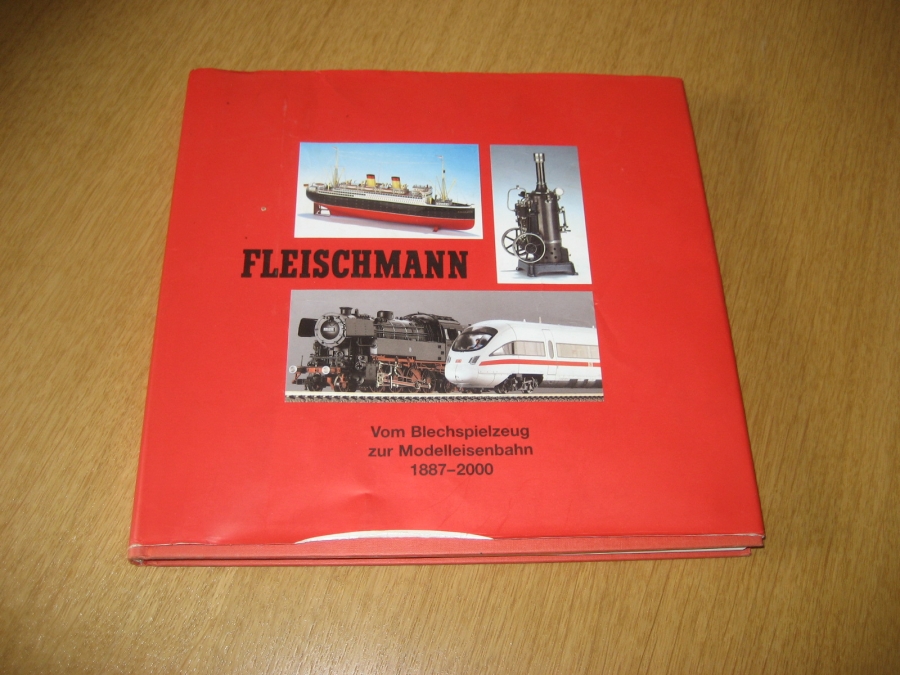 FLEISCHMANN
Vom Blechspielzeug
zur Modelleisenbahn
1887–2000